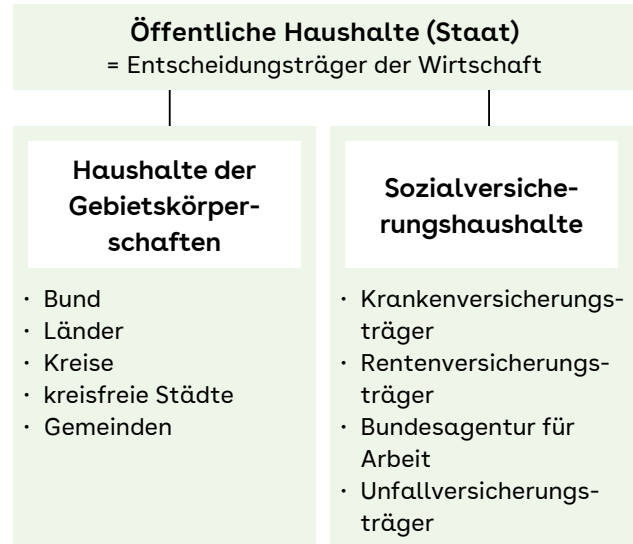 Öffentliche Haushalte (Staat)
= Entscheidungsträger der Wirtschaft
Haushalte der
Gebietskörper-
schaften
· Bund
· Länder
· Kreise
· kreisfreie Städte
· Gemeinden
Sozialversiche-
rungshaushalte
· Krankenversicherungs-
träger
· Rentenversicherungs-
träger
· Bundesagentur für
Arbeit
· Unfallversicherungs-
träger